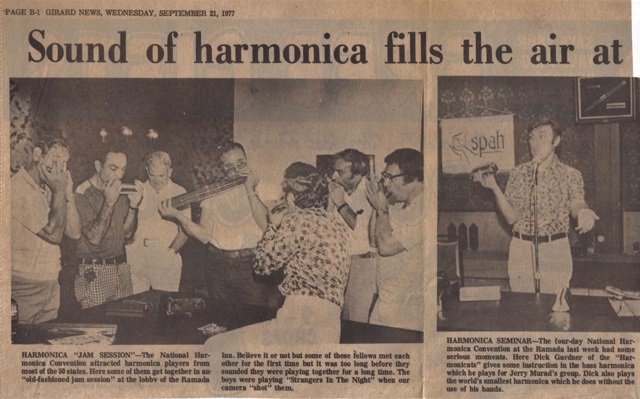 PAGE B-1 GIRARD NEWS, WEDNESDAY, SEPTEMBER 21, 1977
Sound of harmonica fills the air at
spah
HARMONICA "JAM SESSION"—The National Har-
monica Convention attracted harmonica players from
most of the 50 states. Here some of them get together in an
"old-fashioned jam session" at the lobby of the Ramada
Inn. Believe it or not but some of these fellows met each
other for the first time but it was too long before they
sounded they were playing together for a long time. The
boys were playing "Strangers In The Night" when our
camera "shot" them.
HARMONICA SEMINAR—The four-day National Har-
monica Convention at the Ramada last week had some
serious moments. Here Dick Gardner of the "Har-
monicats" gives some instruction in the bass harmonica
which he plays for Jerry Murad's group. Dick also plays
the world's smallest harmonica which he does without the
use of his hands.